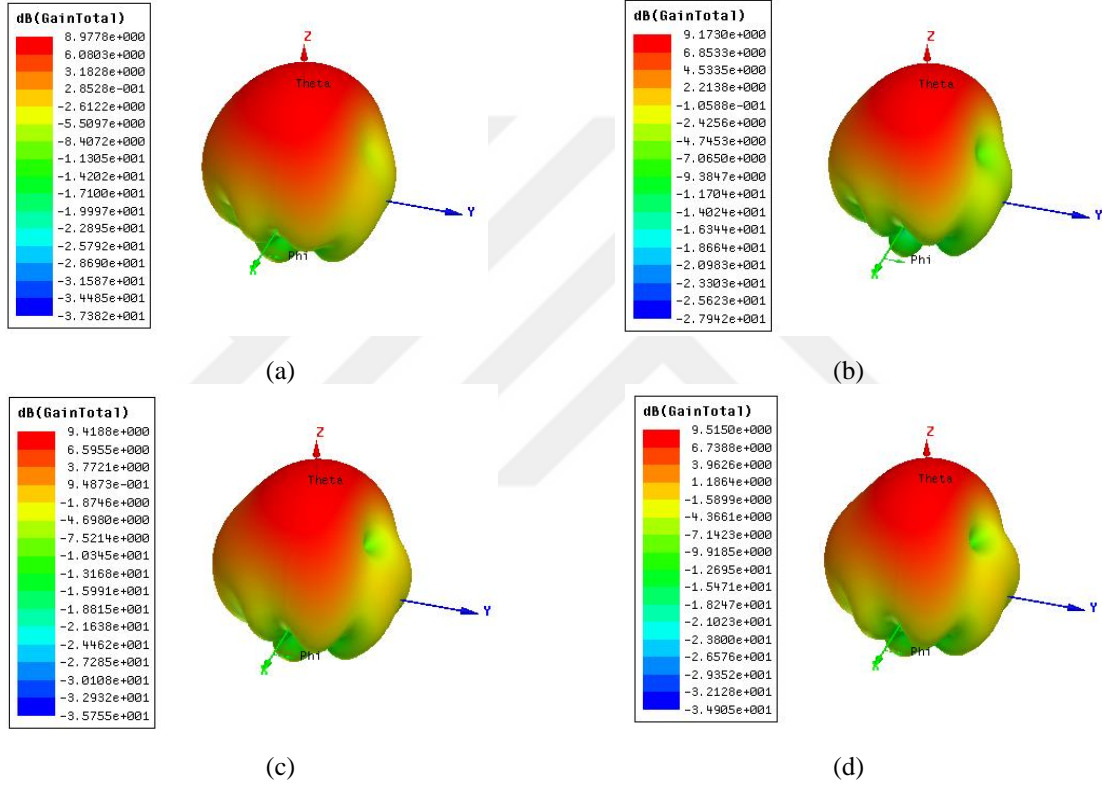 dB(GainTotal)
8.9778e+000
6.0803e+000
3.1828e+000
2.8528e-001
-2.6122e+000
-5.5097e+000
-8.4072e+000
-1.1305e+001
-1.4202e+001
-1.7100e+001
-1.9997e+001
-2.2895e+001
-2.5792e+001
-2.8690e+001
-3.1587e+001
-3.4485e+001
-3.7382e+001
Z
Theta
Y
Phi
X
(a)
dB(GainTotal)
9.1730e+000
6.8533e+000
4.5335e+000
2.2138e+000
-1.0588e-001
-2.4256e+000
-4.7453e+000
-7.0650e+000
-9.3847e+000
-1.1704e+001
-1.4024e+001
-1.6344e+001
-1.8664e+001
-2.0983e+001
-2.3303e+001
-2.5623e+001
-2.7942e+001
Z
Theta
Y
Phi
X
(b)
dB(GainTotal)
9.4188e+000
6.5955e+000
3.7721e+000
9.4873e-001
-1.8746e+000
-4.6980e+000
-7.5214e+000
-1.0345e+001
-1.3168e+001
-1.5991e+001
-1.8815e+001
-2.1638e+001
-2.4462e+001
-2.7285e+001
-3.0108e+001
-3.2932e+001
-3.5755e+001
Z
Theta
Y
Phi
X
(c)
dB(GainTotal)
9.5150e+000
6.7388e+000
3.9626e+000
1.1864e+000
-1.5899e+000
-4.3661e+000
-7.1423e+000
-9.9185e+000
-1.2695e+001
-1.5471e+001
-1.8247e+001
-2.1023e+001
-2.3800e+001
-2.6576e+001
-2.9352e+001
-3.2128e+001
-3.4905e+001
Z
Theta
Y
Phi
X
(d)